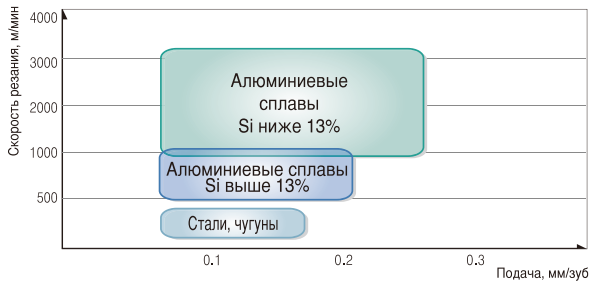 Скорость резания, м/мин
4000
3000
2000
1000
500
Алюминиевые
сплавы
Si ниже 13%
Алюминиевые сплавы
Si выше 13%
Стали, чугуны
0.1
0.2
0.3
Подача, мм/зуб